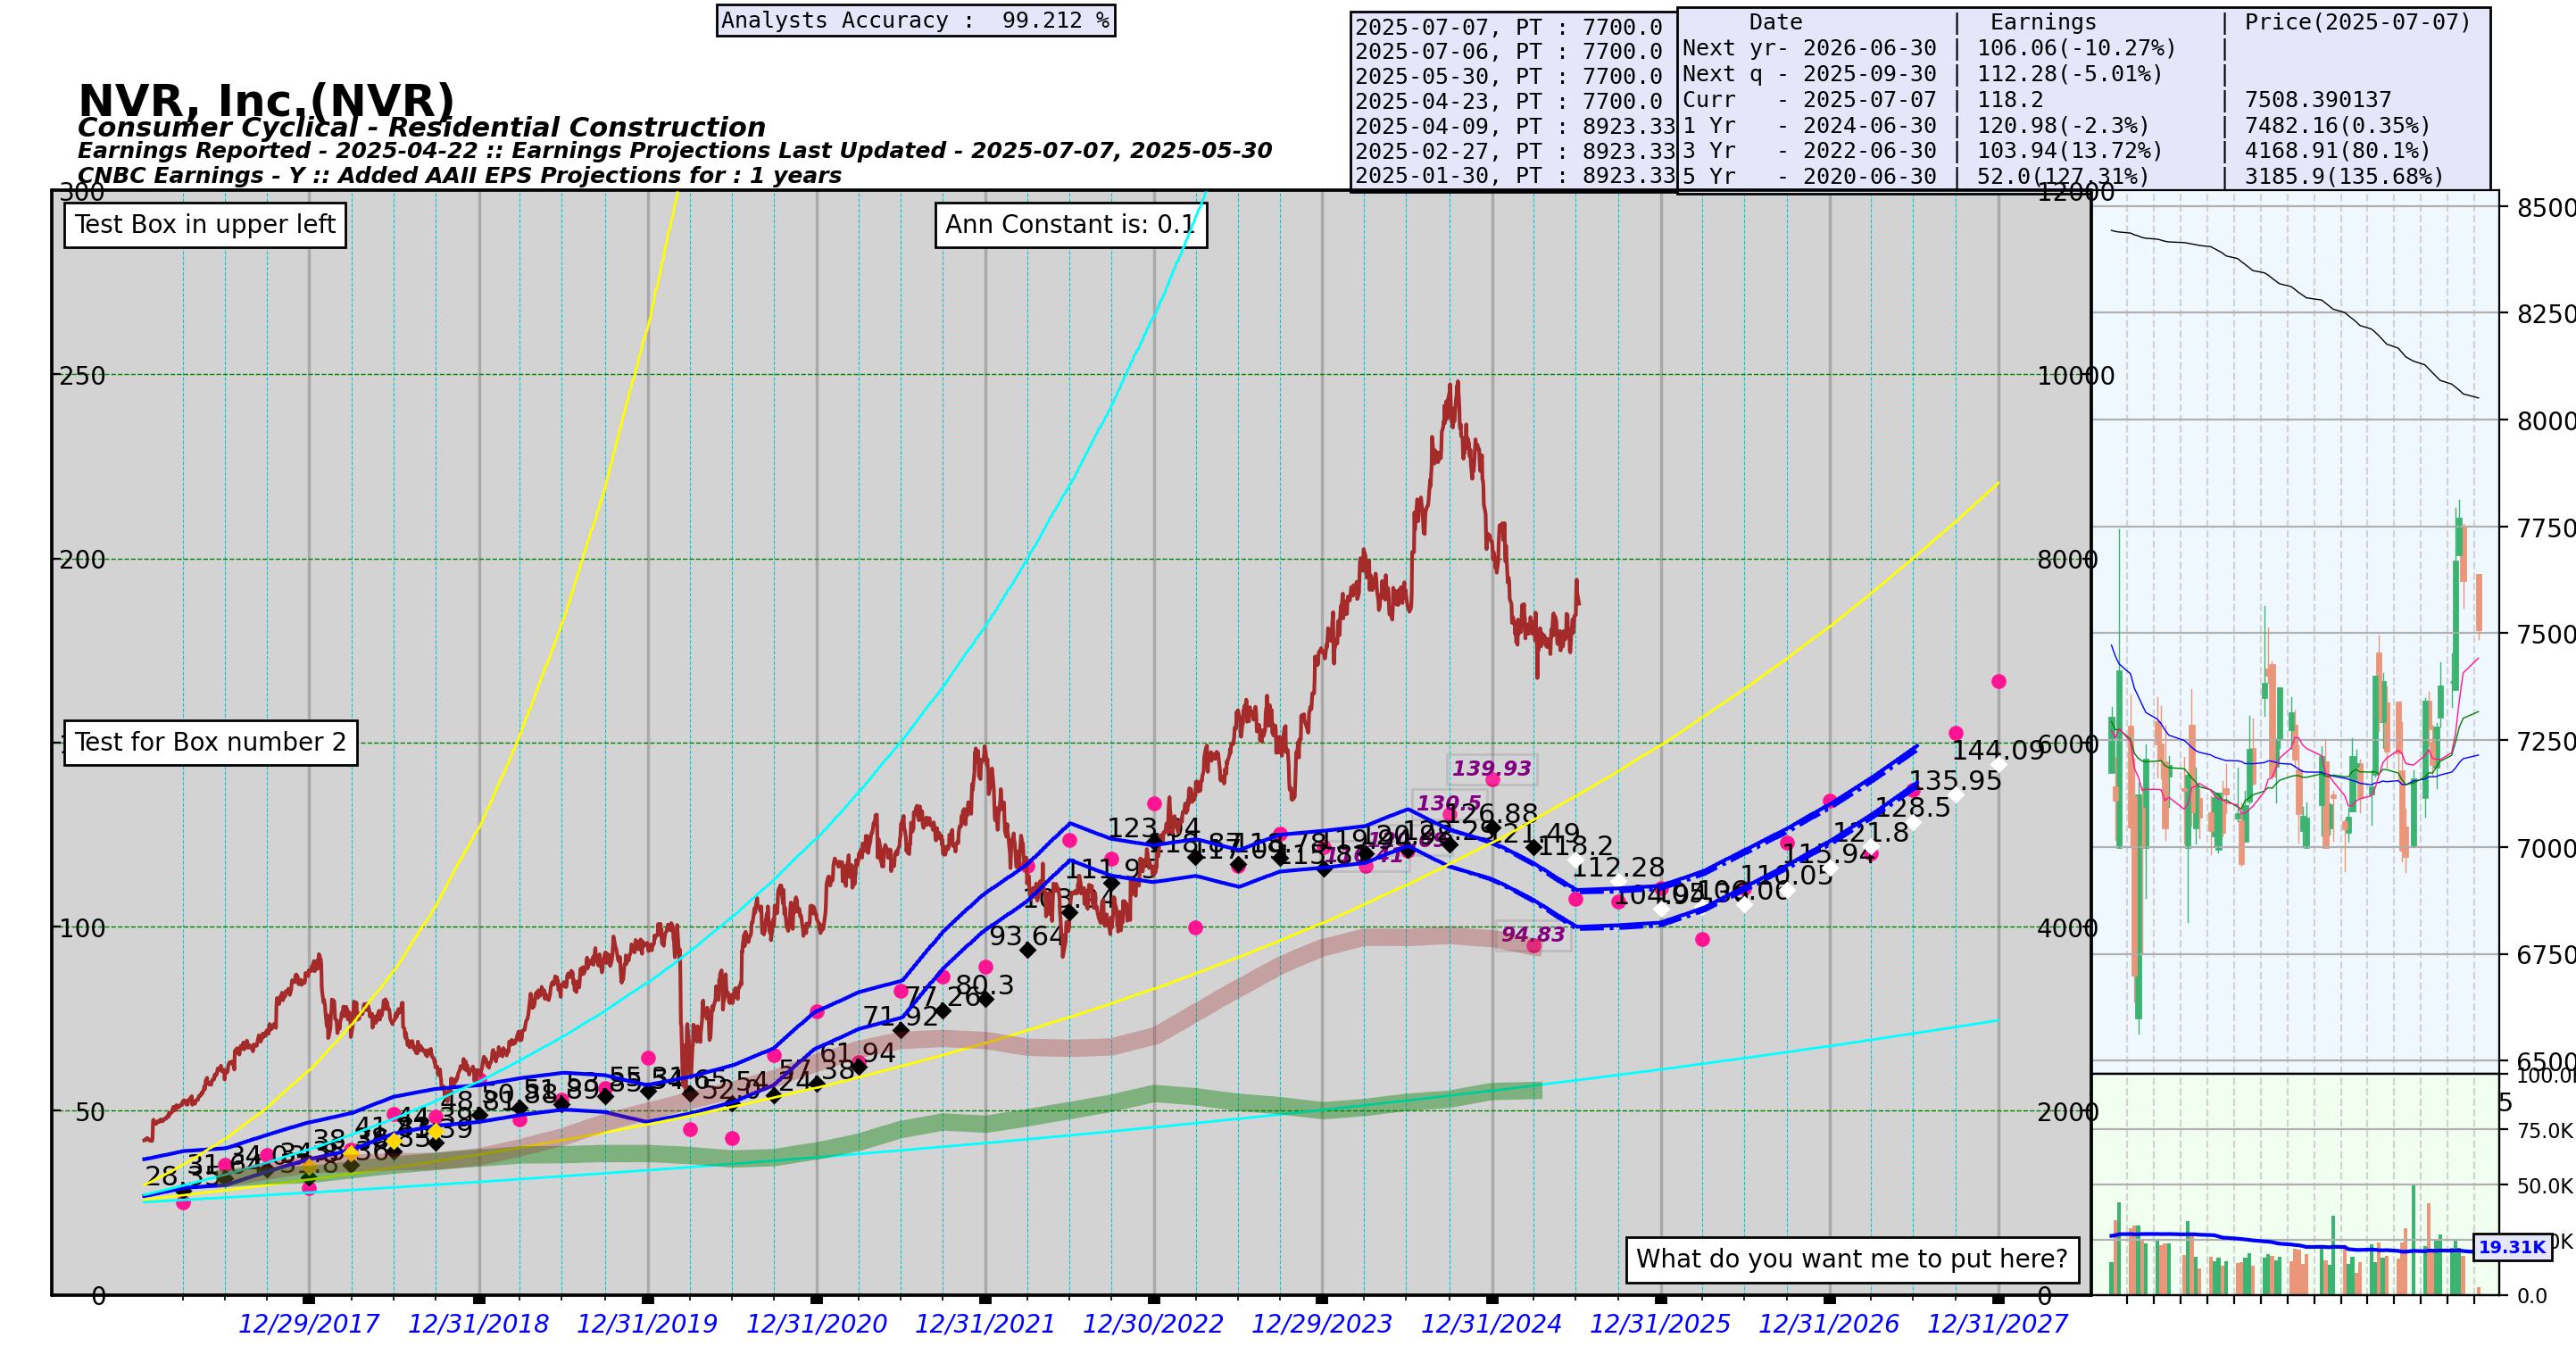 Analysts Accuracy :  99.212 %
NVR, Inc.(NVR)
Consumer Cyclical - Residential Construction
Earnings Reported - 2025-04-22 :: Earnings Projections Last Updated - 2025-07-07, 2025-05-30
CNBC Earnings - Y :: Added AAII EPS Projections for : 1 years
2025-07-07, PT : 7700.0
2025-07-06, PT : 7700.0
2025-05-30, PT : 7700.0
2025-04-23, PT : 7700.0
2025-04-09, PT : 8923.33
2025-02-27, PT : 8923.33
2025-01-30, PT : 8923.33
Date | Earnings | Price(2025-07-07)
Next yr- 2026-06-30 | 106.06(-10.27%) |
Next q - 2025-09-30 | 112.28(-5.01%) |
Curr - 2025-07-07 | 118.2 | 7508.390137
1 Yr - 2024-06-30 | 120.98(-2.3%) | 7482.16(0.35%)
3 Yr - 2022-06-30 | 103.94(13.72%) | 4168.91(80.1%)
5 Yr - 2020-06-30 | 52.0(127.31%) | 3185.9(135.68%)
Test Box in upper left
Ann Constant is: 0.1
Test for Box number 2
What do you want me to put here?
300
250
200
100
50
0
12000
10000
8000
6000
4000
2000
0
139.93
130.5
126.88
118.2
112.28
94.83
106.06
110.05
115.94
121.8
128.5
135.95
144.09
123.04
111.95
93.64
80.3
77.26
71.92
61.94
57.38
52.0
28.35
12/29/2017
12/31/2018
12/31/2019
12/31/2020
12/31/2021
12/30/2022
12/29/2023
12/31/2024
12/31/2025
12/31/2026
12/31/2027
8500
8250
8000
7750
7500
7250
7000
6750
6500
100.0
75.0K
50.0K
19.31K
0.0